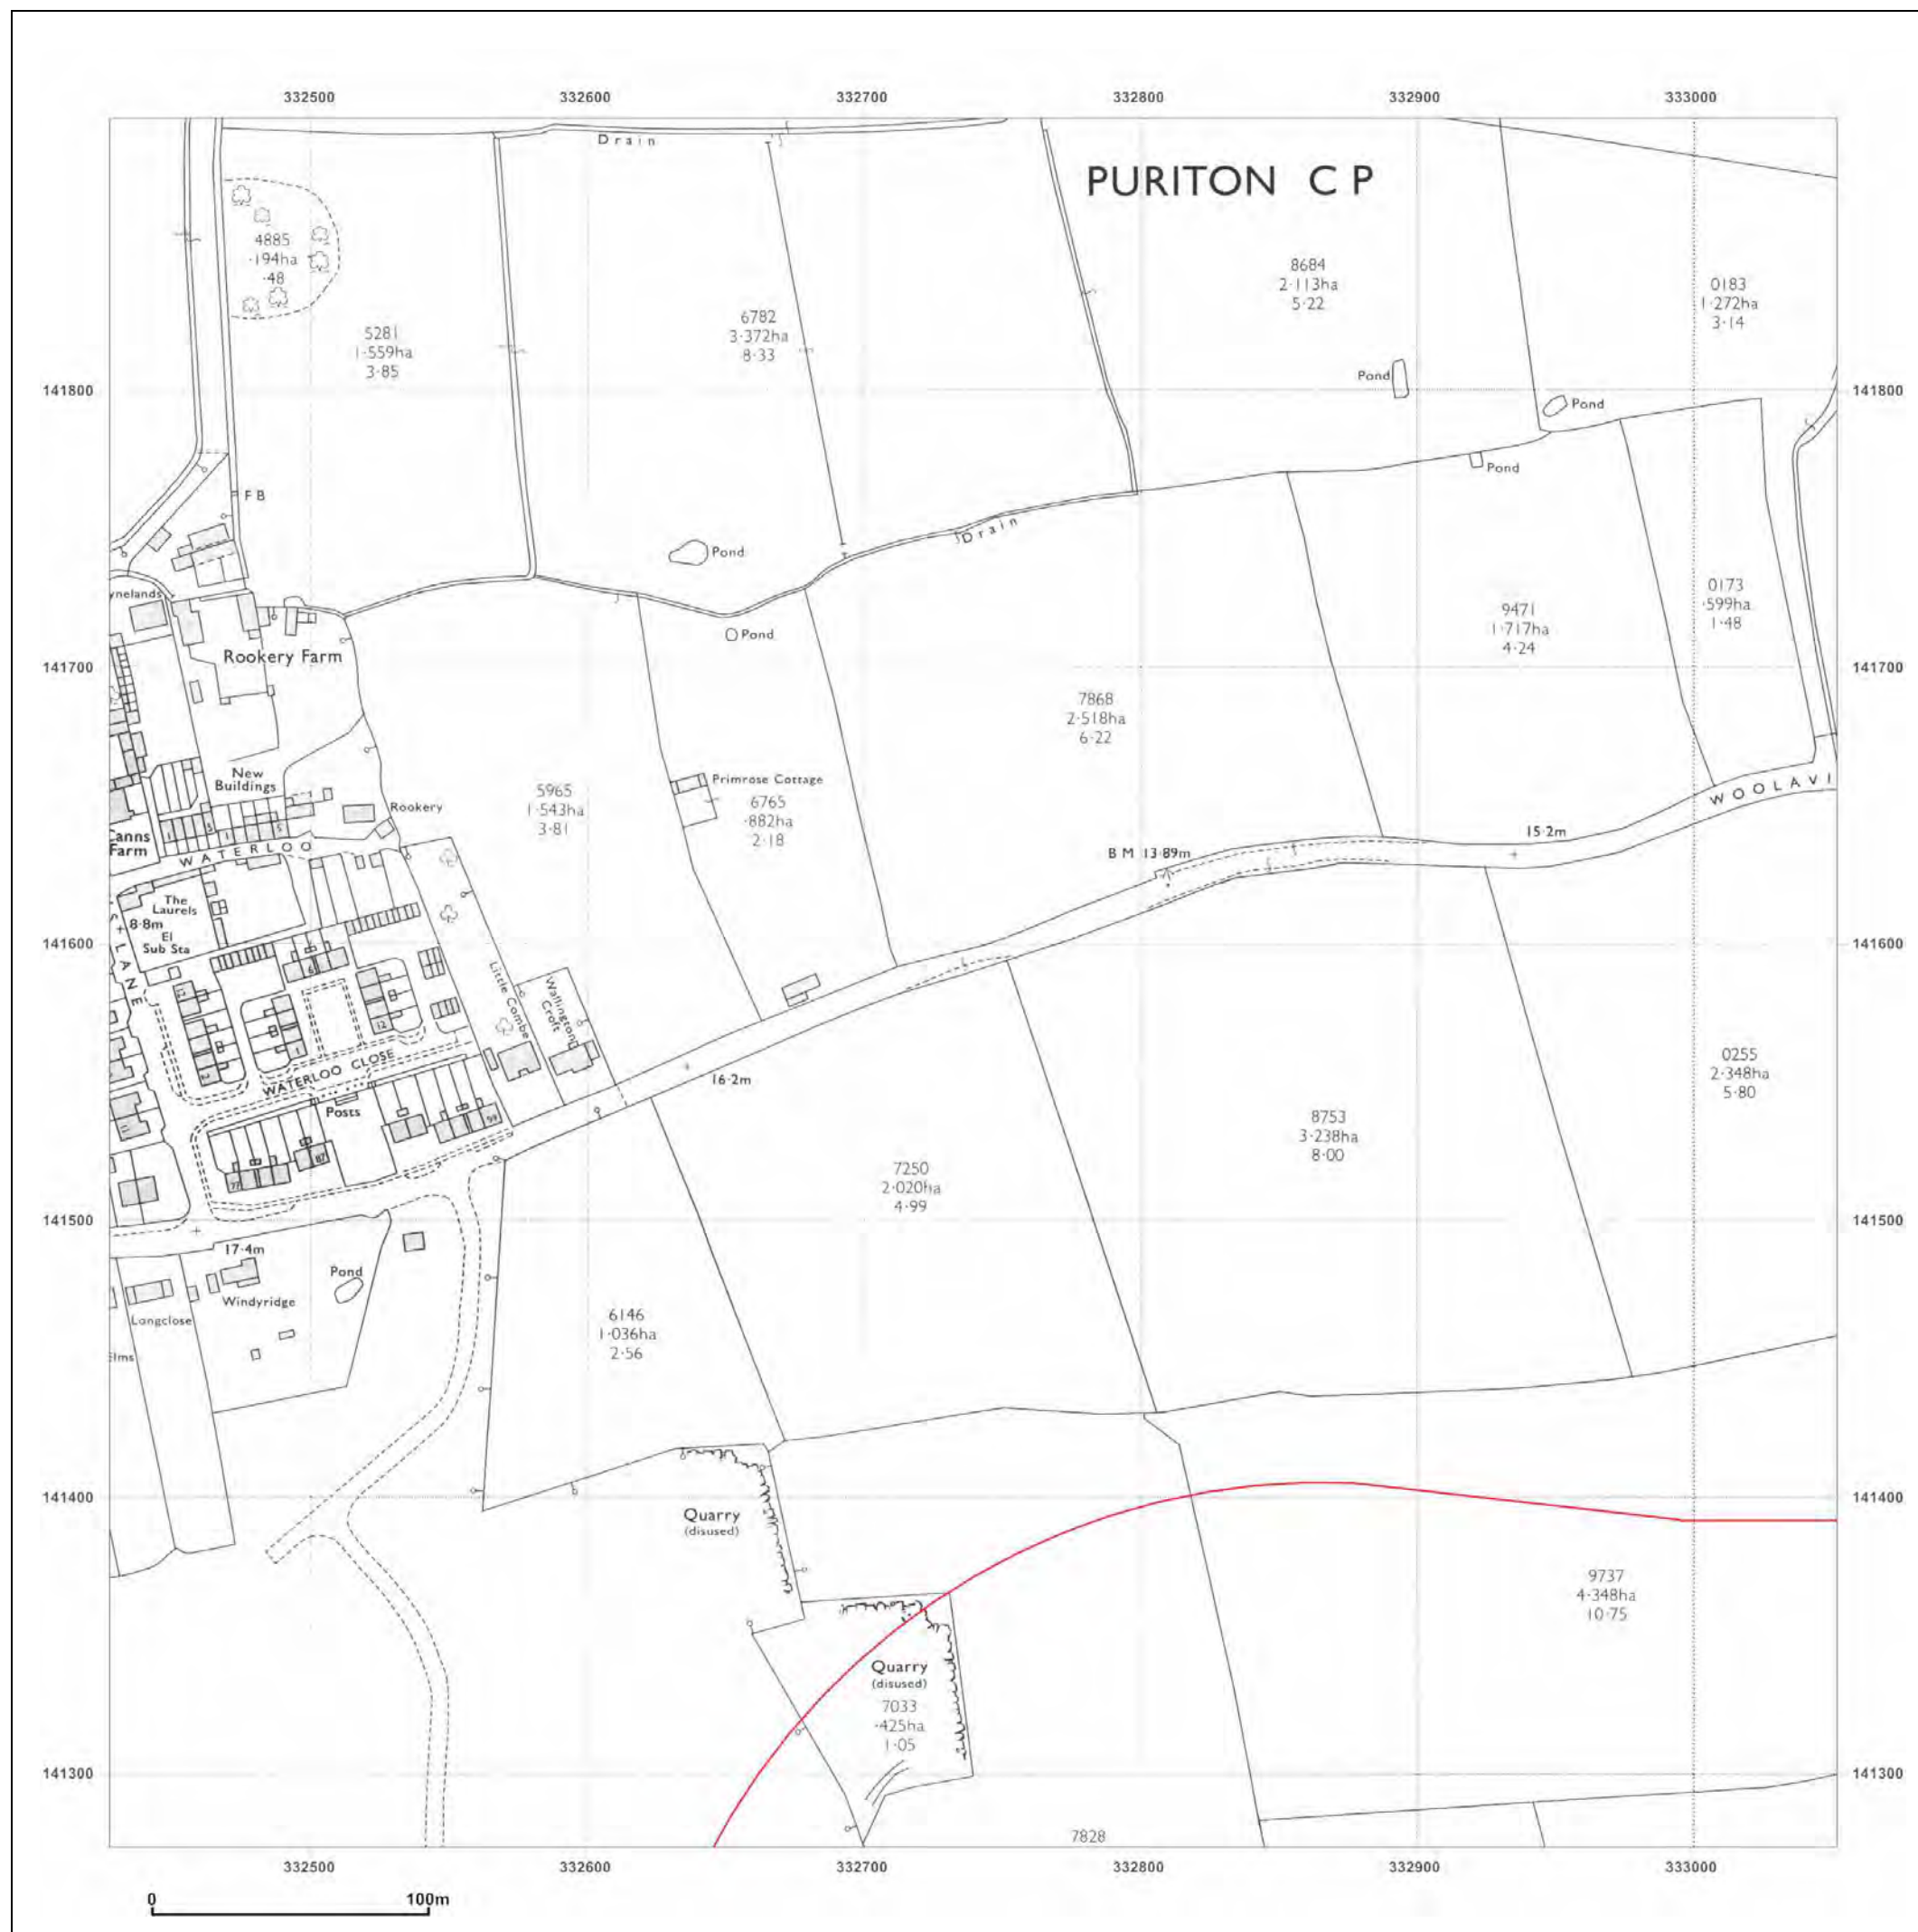 332500 332600 332700 332800 332900 333000
Drain
PURITON CP
4885
·194ha
·48
8684
2·113ha
5·22
0183
1·272ha
3·14
6782
3·372ha
8·33
5281
1·559ha
3·85
141800
Pond
141800
Pond
Pond
FB
Drain
Pond
ynelands
0173
·599ha
1·48
9471
1·717ha
4·24
Pond
Rookery Farm
141700
141700
7868
2·518ha
6·22
New
Buildings
Primrose Cottage
5965
1·543ha
3·81
6765
·882ha
2·18
Rookery
WOOLAVI
Canns
Farm
WATERLOO
15·2m
BM 13·89m
The
Laurels
8·8m
El
Sub Sta
LANE
141600
141600
Little Combe
Wallington
Croft
12
WATERLOO CLOSE
Posts
16·2m
0255
2·348ha
5·80
8753
3·238ha
8·00
7250
2·020ha
4·99
99
87
77
141500
141500
17·4m
Pond
Windyridge
Longclose
Elms
6146
1·036ha
2·56
141400
141400
Quarry
(disused)
9737
4·348ha
10·75
Quarry
(disused)
7033
·425ha
1·05
141300
141300
7828
332500 332600 332700 332800 332900 333000
0 100m